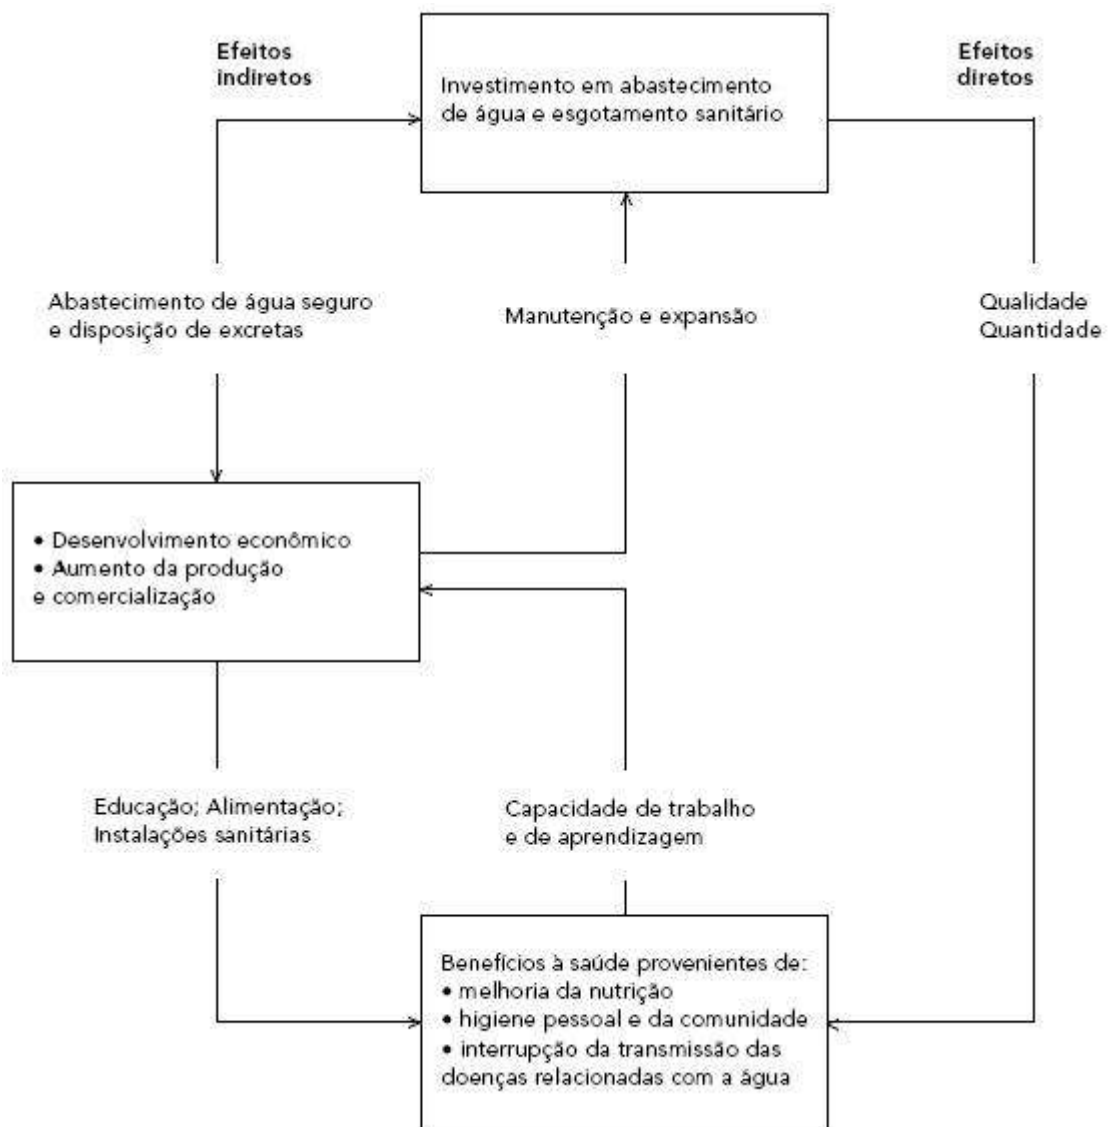 Efeitos
indiretos
Investimento em abastecimento
de água e esgotamento sanitário
Efeitos
diretos
Abastecimento de água seguro
e disposição de excretas
Manutenção e expansão
Qualidade
Quantidade
• Desenvolvimento econômico
• Aumento da produção
e comercialização
Educação; Alimentação;
Instalações sanitárias
Capacidade de trabalho
e de aprendizagem
Benefícios à saúde provenientes de:
• melhoria da nutrição
• higiene pessoal e da comunidade
• interrupção da transmissão das
doenças relacionadas com a água